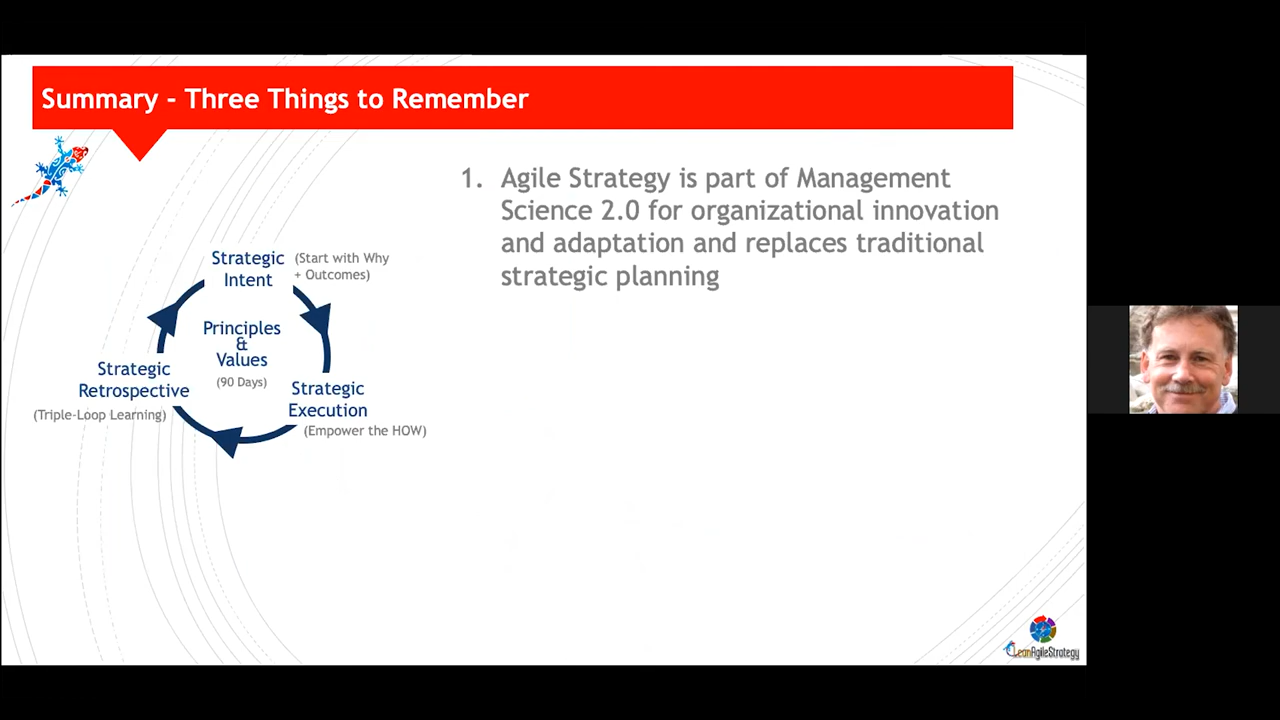 Summary - Three Things to Remember
1. Agile Strategy is part of Management
Science 2.0 for organizational innovation
and adaptation and replaces traditional
strategic planning
Strategic
Intent
(Start with Why
+ Outcomes)
Principles
&
Values
(90 Days)
Strategic
Retrospective
(Triple-Loop Learning)
Strategic
Execution
(Empower the HOW)
LeanAgileStrategy